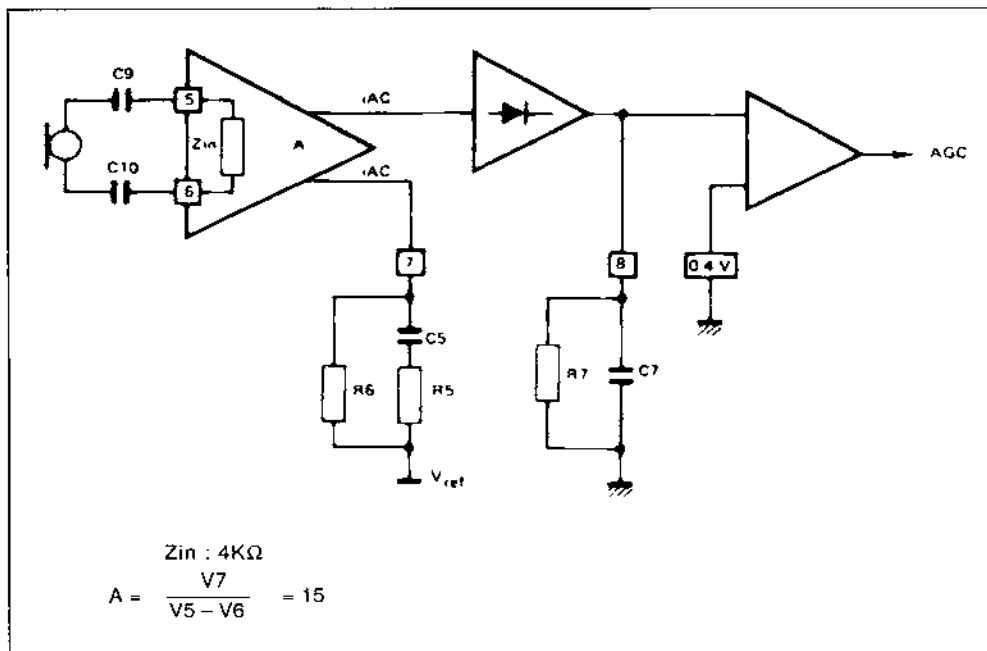 C9
5
Zin
C10
6
A
iAC
iAC
AGC
7
8
0.4 V
C5
R6
R5
R7
C7
Vref
Zin : 4KΩ
A = V7 / V5 – V6 = 15